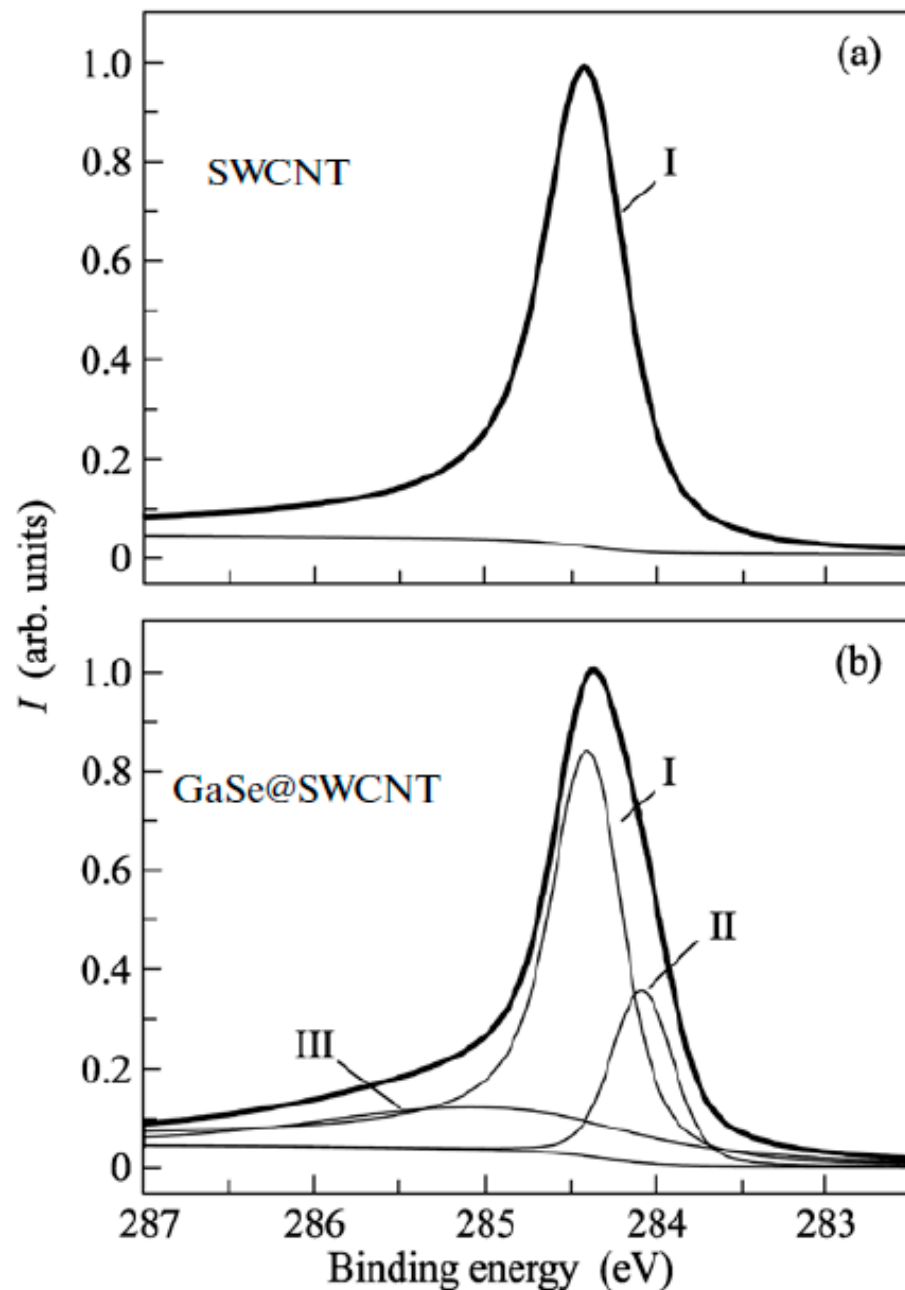 (a)
1.0
SWCNT
I
0.8
0.6
0.4
0.2
0
I (arb. units)
(b)
1.0
GaSe@SWCNT
I
0.8
0.6
II
0.4
III
0.2
0
287 286 285 284 283
Binding energy (eV)